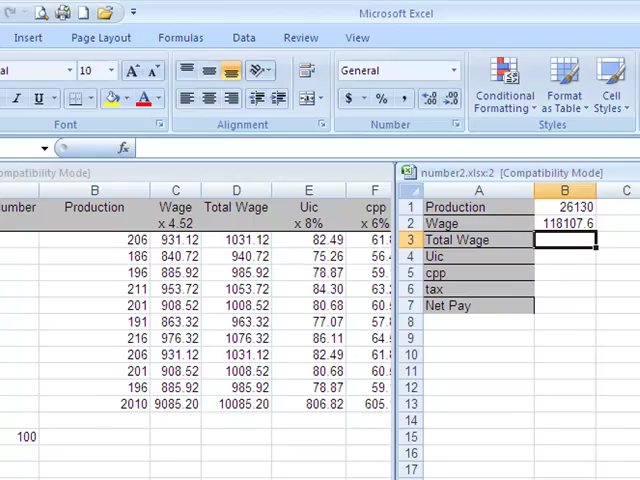 Microsoft Excel
Insert Page Layout Formulas Data Review View
al 10 A A General Conditional Formatting Format as Table Cell Styles
I U A $ % , .0 .00 .00 .0
Font Alignment Number Styles
fx
ompatibility Mode] number2.xlsx:2 [Compatibility Mode]
B C D E F A B C
umber Production Wage Total Wage Uic cpp
x 4.52 x 8% x 6%
206 931.12 1031.12 82.49 61.8
186 840.72 940.72 75.26 56.4
196 885.92 985.92 78.87 59.
211 953.72 1053.72 84.30 63.2
201 908.52 1008.52 80.68 60.5
191 863.32 963.32 77.07 57.8
216 976.32 1076.32 86.11 64.5
206 931.12 1031.12 82.49 61.8
201 908.52 1008.52 80.68 60.5
196 885.92 985.92 78.87 59.
2010 9085.20 10085.20 806.82 605.
100
1 Production 26130
2 Wage 118107.6
3 Total Wage
4 Uic
5 cpp
6 tax
7 Net Pay
8
9
10
11
12
13
15
16
17